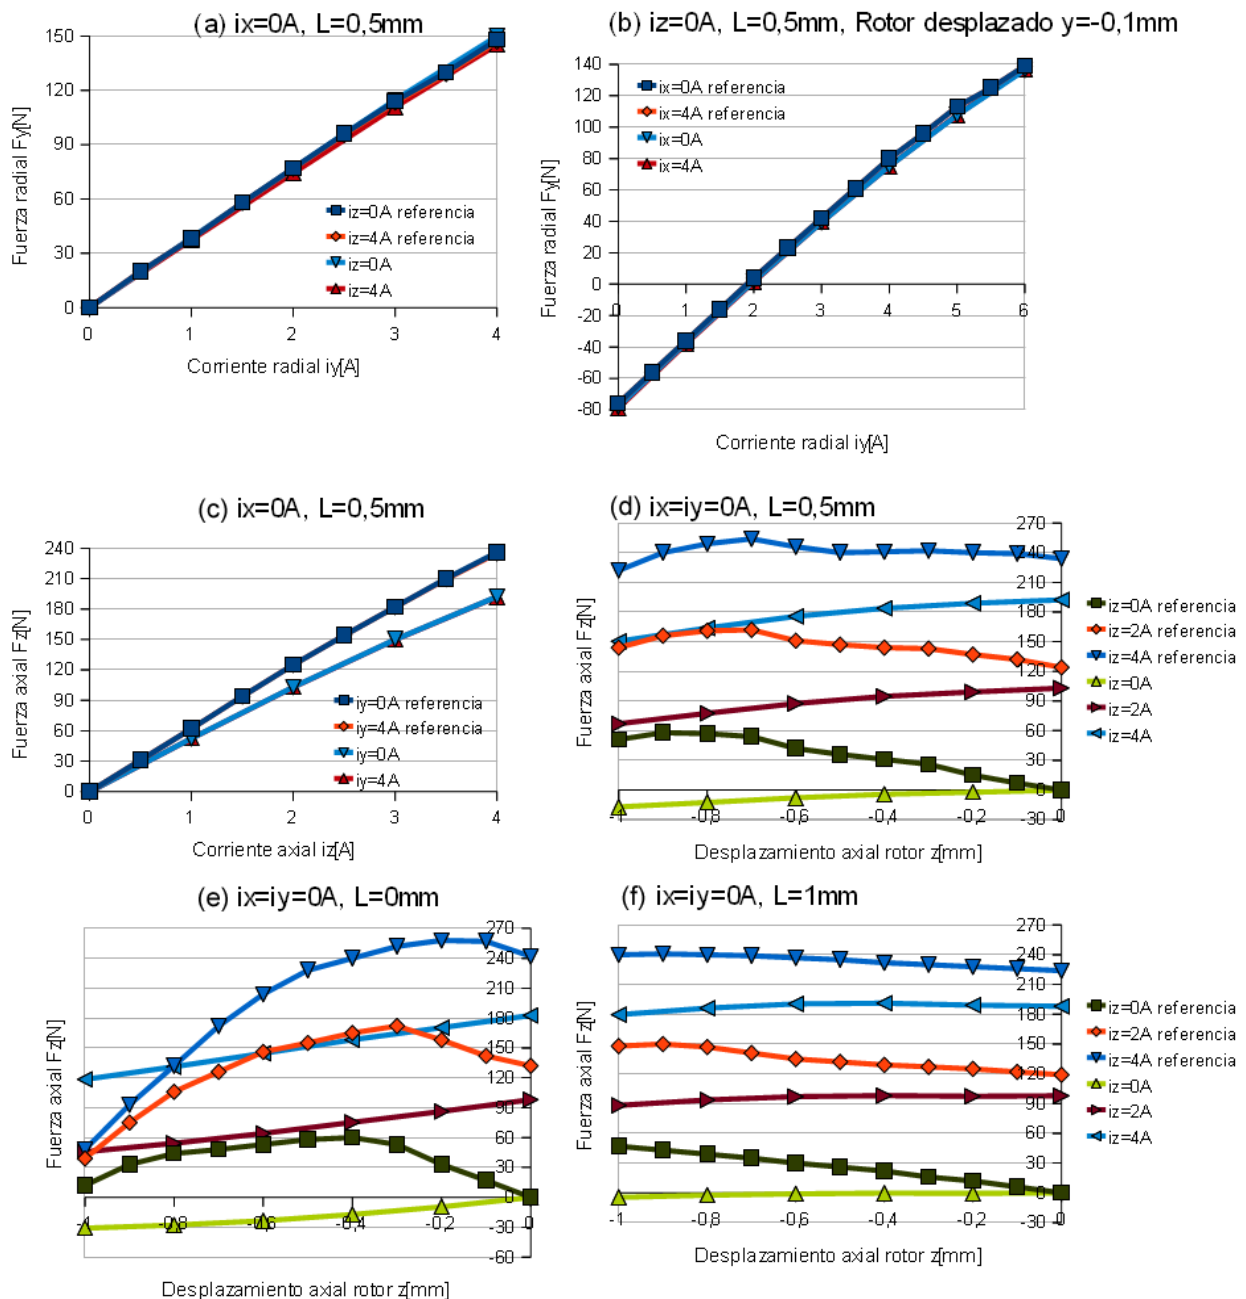 (a) ix=0A, L=0,5mm
150
120
90
60
30
0
0
1
2
3
4
Fuerza radial Fy[N]
Corriente radial iy[A]
iz=0A referencia
iz=4A referencia
iz=0A
iz=4A
(b) iz=0A, L=0,5mm, Rotor desplazado y=-0,1mm
140
120
100
80
60
40
20
0
-20
-40
-60
-80
0
1
2
3
4
5
6
Fuerza radial Fy[N]
Corriente radial iy[A]
ix=0A referencia
ix=4A referencia
ix=0A
ix=4A
(c) ix=0A, L=0,5mm
240
210
180
150
120
90
60
30
0
0
1
2
3
4
Fuerza axial Fz[N]
Corriente axial iz[A]
iy=0A referencia
iy=4A referencia
iy=0A
iy=4A
(d) ix=iy=0A, L=0,5mm
270
240
210
180
150
120
90
60
30
0
-30
-1
-0,8
-0,6
-0,4
-0,2
0
Fuerza axial Fz[N]
Desplazamiento axial rotor z[mm]
iz=0A referencia
iz=2A referencia
iz=4A referencia
iz=0A
iz=2A
iz=4A
(e) ix=iy=0A, L=0mm
270
240
210
180
150
120
90
60
30
0
-30
-60
-1
-0,8
-0,6
-0,4
-0,2
0
Fuerza axial Fz[N]
Desplazamiento axial rotor z[mm]
(f) ix=iy=0A, L=1mm
270
240
210
180
150
120
90
60
30
0
-30
-1
-0,8
-0,6
-0,4
-0,2
0
Fuerza axial Fz[N]
Desplazamiento axial rotor z[mm]
iz=0A referencia
iz=2A referencia
iz=4A referencia
iz=0A
iz=2A
iz=4A